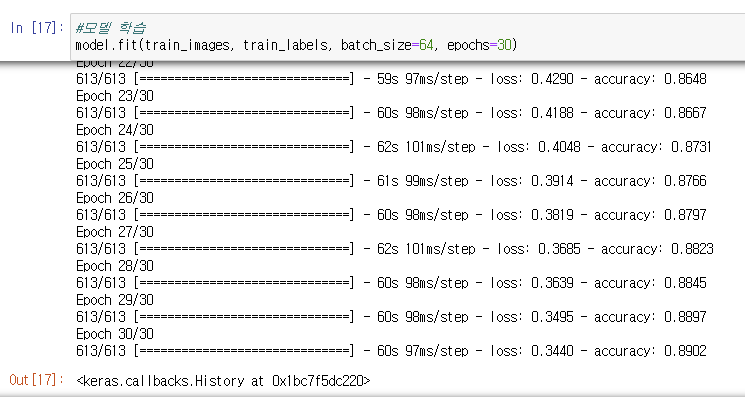 In [17]: #모델 학습
model.fit(train_images, train_labels, batch_size=64, epochs=30)
Epoch 22/30
613/613 [==============================] - 59s 97ms/step - loss: 0.4290 - accuracy: 0.8648
Epoch 23/30
613/613 [==============================] - 60s 98ms/step - loss: 0.4188 - accuracy: 0.8667
Epoch 24/30
613/613 [==============================] - 62s 101ms/step - loss: 0.4048 - accuracy: 0.8731
Epoch 25/30
613/613 [==============================] - 61s 99ms/step - loss: 0.3914 - accuracy: 0.8766
Epoch 26/30
613/613 [==============================] - 60s 98ms/step - loss: 0.3819 - accuracy: 0.8797
Epoch 27/30
613/613 [==============================] - 62s 101ms/step - loss: 0.3685 - accuracy: 0.8823
Epoch 28/30
613/613 [==============================] - 60s 98ms/step - loss: 0.3639 - accuracy: 0.8845
Epoch 29/30
613/613 [==============================] - 60s 98ms/step - loss: 0.3495 - accuracy: 0.8897
Epoch 30/30
613/613 [==============================] - 60s 97ms/step - loss: 0.3440 - accuracy: 0.8902
Out[17]: <keras.callbacks.History at 0x1bc7f5dc220>